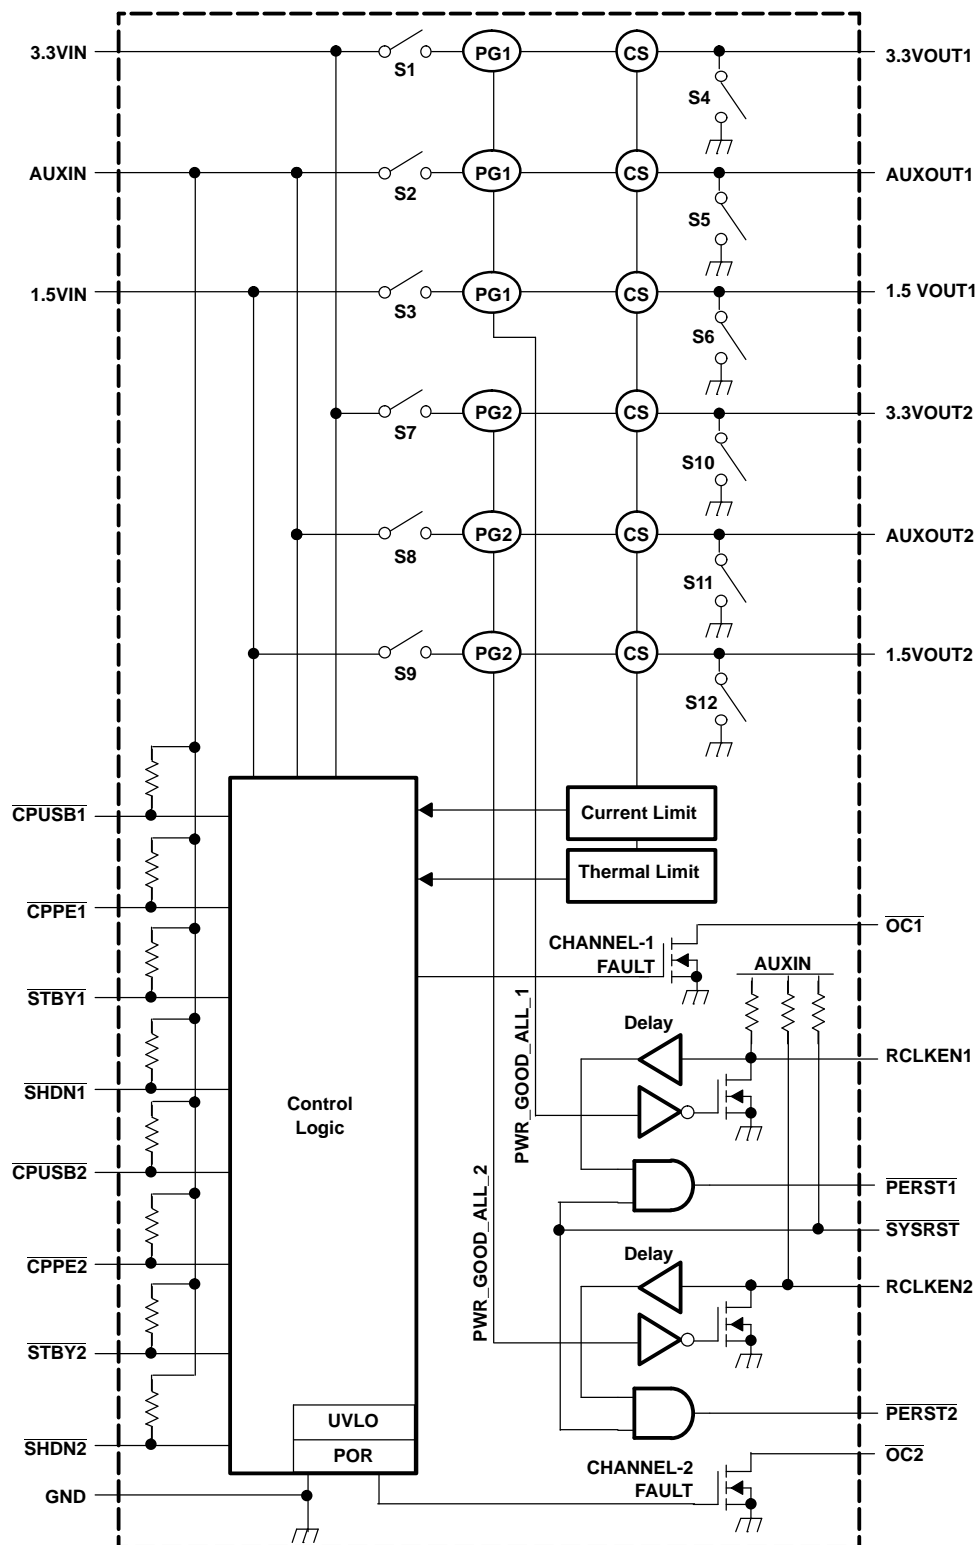 3.3VIN
S1
PG1
CS
3.3VOUT1
S4
AUXIN
S2
PG1
CS
AUXOUT1
S5
1.5VIN
S3
PG1
CS
1.5 VOUT1
S6
S7
PG2
CS
3.3VOUT2
S10
S8
PG2
CS
AUXOUT2
S11
S9
PG2
CS
1.5VOUT2
S12
CPUSB1
Current Limit
Thermal Limit
CPPE1
OC1
CHANNEL-1
FAULT
AUXIN
STBY1
PWR_GOOD_ALL_1
Delay
RCLKEN1
SHDN1
Control
Logic
CPUSB2
PWR_GOOD_ALL_2
PERST1
SYSRST
CPPE2
Delay
RCLKEN2
STBY2
UVLO
PERST2
SHDN2
POR
OC2
CHANNEL-2
FAULT
GND